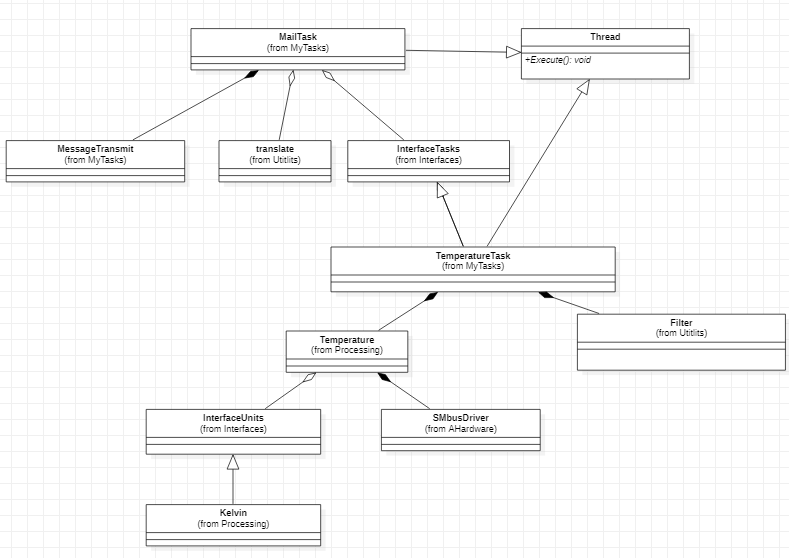 MailTask
(from MyTasks)
Thread
+Execute(): void
MessageTransmit
(from MyTasks)
translate
(from Utitlits)
InterfaceTasks
(from Interfaces)
TemperatureTask
(from MyTasks)
Temperature
(from Processing)
Filter
(from Utitlits)
InterfaceUnits
(from Interfaces)
SMbusDriver
(from AHardware)
Kelvin
(from Processing)